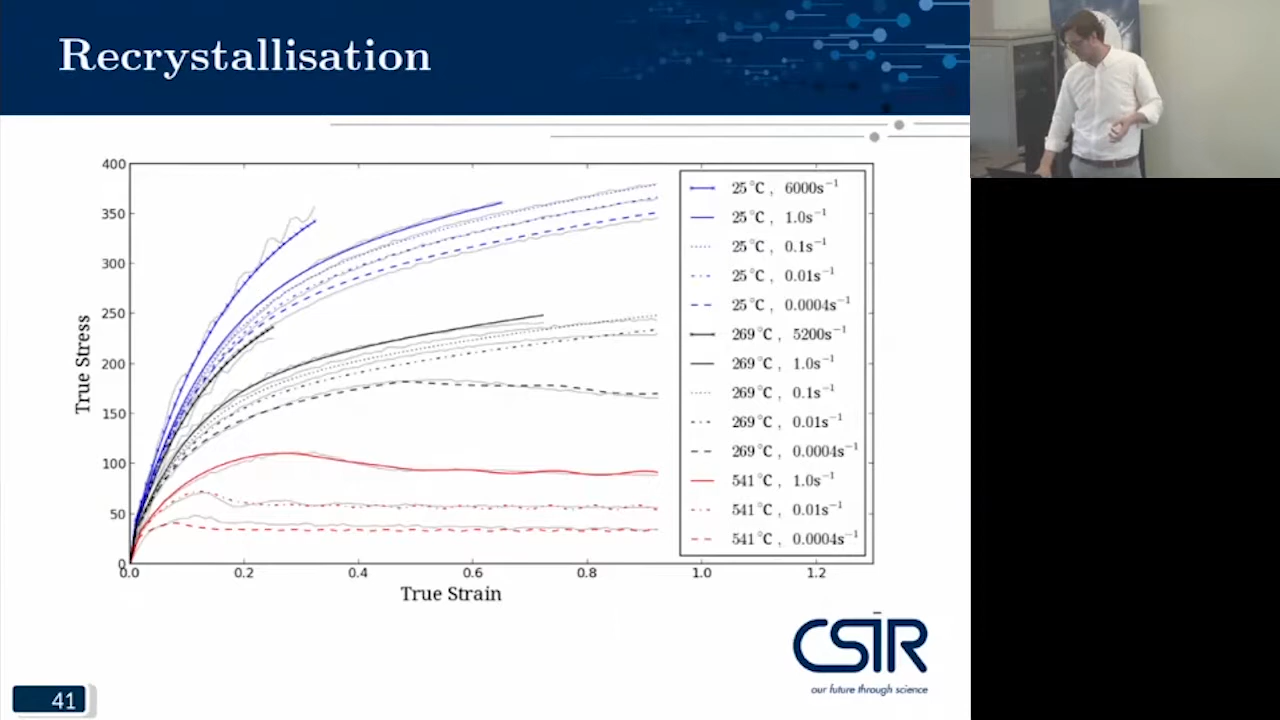 Recrystallisation
400
350
300
250
200
150
100
50
0
True Stress
0.0 0.2 0.4 0.6 0.8 1.0 1.2
True Strain
25°C , 6000s⁻¹
25°C , 1.0s⁻¹
25°C , 0.1s⁻¹
25°C , 0.01s⁻¹
25°C , 0.0004s⁻¹
269°C , 5200s⁻¹
269°C , 1.0s⁻¹
269°C , 0.1s⁻¹
269°C , 0.01s⁻¹
269°C , 0.0004s⁻¹
541°C , 1.0s⁻¹
541°C , 0.01s⁻¹
541°C , 0.0004s⁻¹
CSIR
our future through science
41